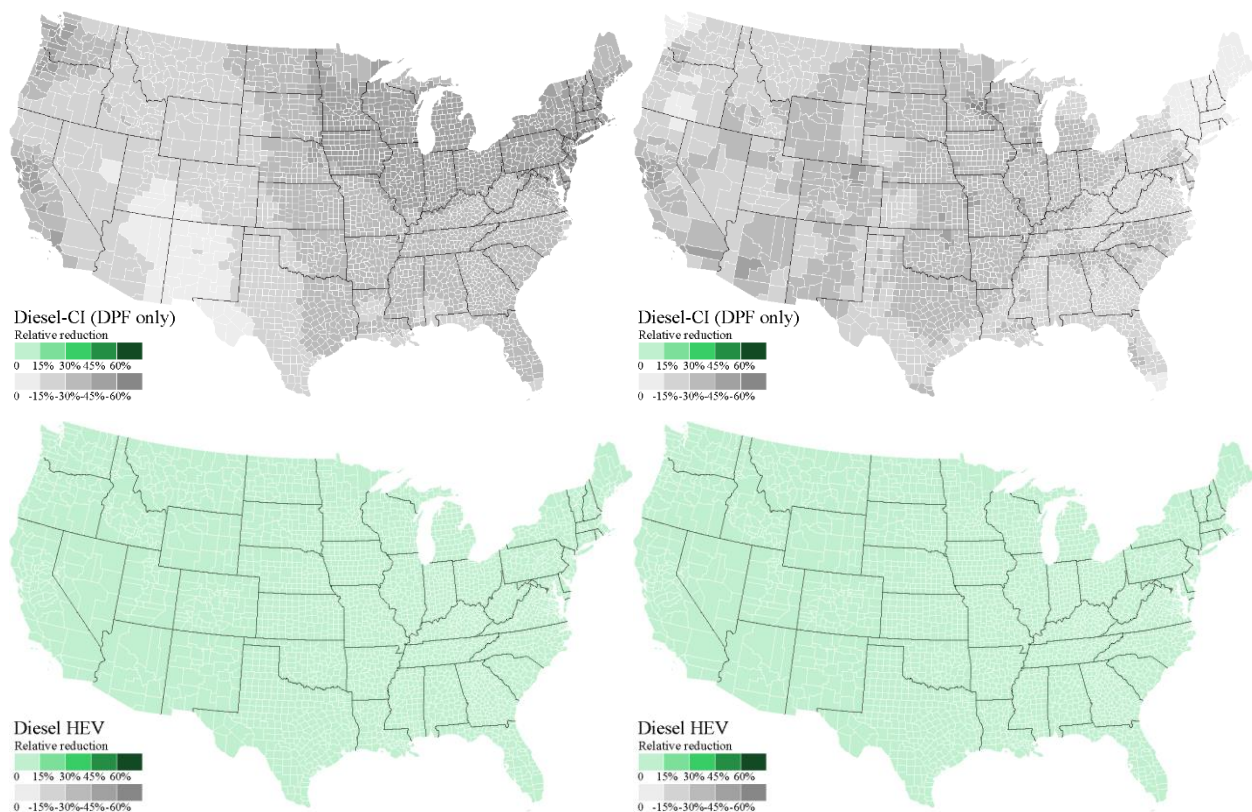 Diesel-CI (DPF only)
Relative reduction
0 15% 30% 45% 60%
0 -15%-30%-45%-60%
Diesel-CI (DPF only)
Relative reduction
0 15% 30% 45% 60%
0 -15%-30%-45%-60%
Diesel HEV
Relative reduction
0 15% 30% 45% 60%
0 -15%-30%-45%-60%
Diesel HEV
Relative reduction
0 15% 30% 45% 60%
0 -15%-30%-45%-60%